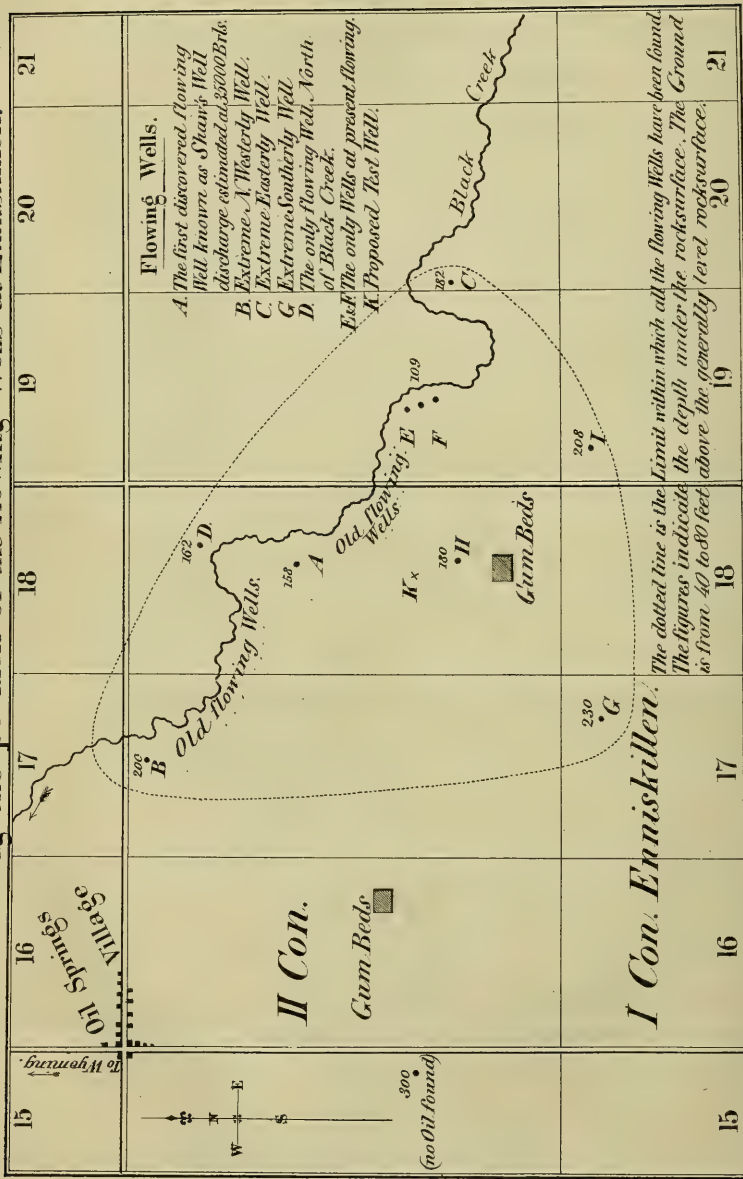 15
16
17
18
19
20
21
To Wyoming.
Oil Springs
Village
W
N
E
S
II Con.
Gum Beds
300
(no Oil found)
200
B
Old flowing Wells.
162
D
158
A
Old flowing
Wells
K
180
H
Gum Beds
E
F
109
182
C
Black Creek
208
I
230
G
Flowing Wells.
A. The first discovered flowing
Well known as Shaw's Well
discharge estimated at 35000 Brls.
B. Extreme N. Westerly Well.
C. Extreme Easterly Well.
G Extreme Southerly Well
D. The only flowing Well North
of Black Creek.
E&F The only Wells at present flowing.
K. Proposed Test Well.
I Con. Enniskillen.
The dotted line is the Limit within which all the flowing Wells have been found.
The figures indicate the depth under the rocksurface. The Ground
is from 40 to 80 feet above the generally level rocksurface.
15
16
17
18
19
20
21